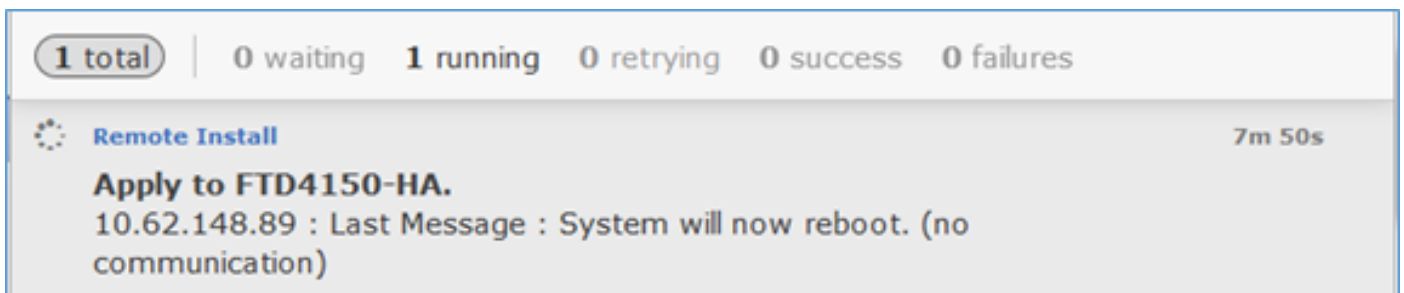 1 total 0 waiting 1 running 0 retrying 0 success 0 failures
Remote Install 7m 50s
Apply to FTD4150-HA.
10.62.148.89 : Last Message : System will now reboot. (no
communication)